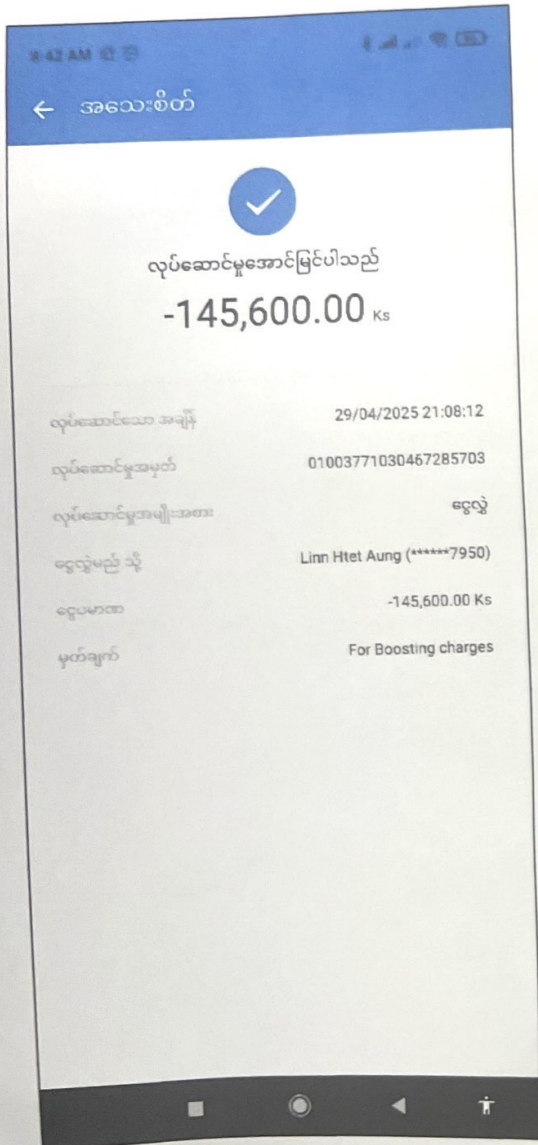 8:42 AM
← အသေးစိတ်
လုပ်ဆောင်မှုအောင်မြင်ပါသည်
-145,600.00 Ks
လုပ်ဆောင်သော အချိန် 29/04/2025 21:08:12
လုပ်ဆောင်မှုအမှတ် 01003771030467285703
လုပ်ဆောင်မှုအမျိုးအစား ငွေလွှဲ
ငွေလွှဲမည် သို့ Linn Htet Aung (******7950)
ငွေပမာဏ -145,600.00 Ks
မှတ်ချက် For Boosting charges